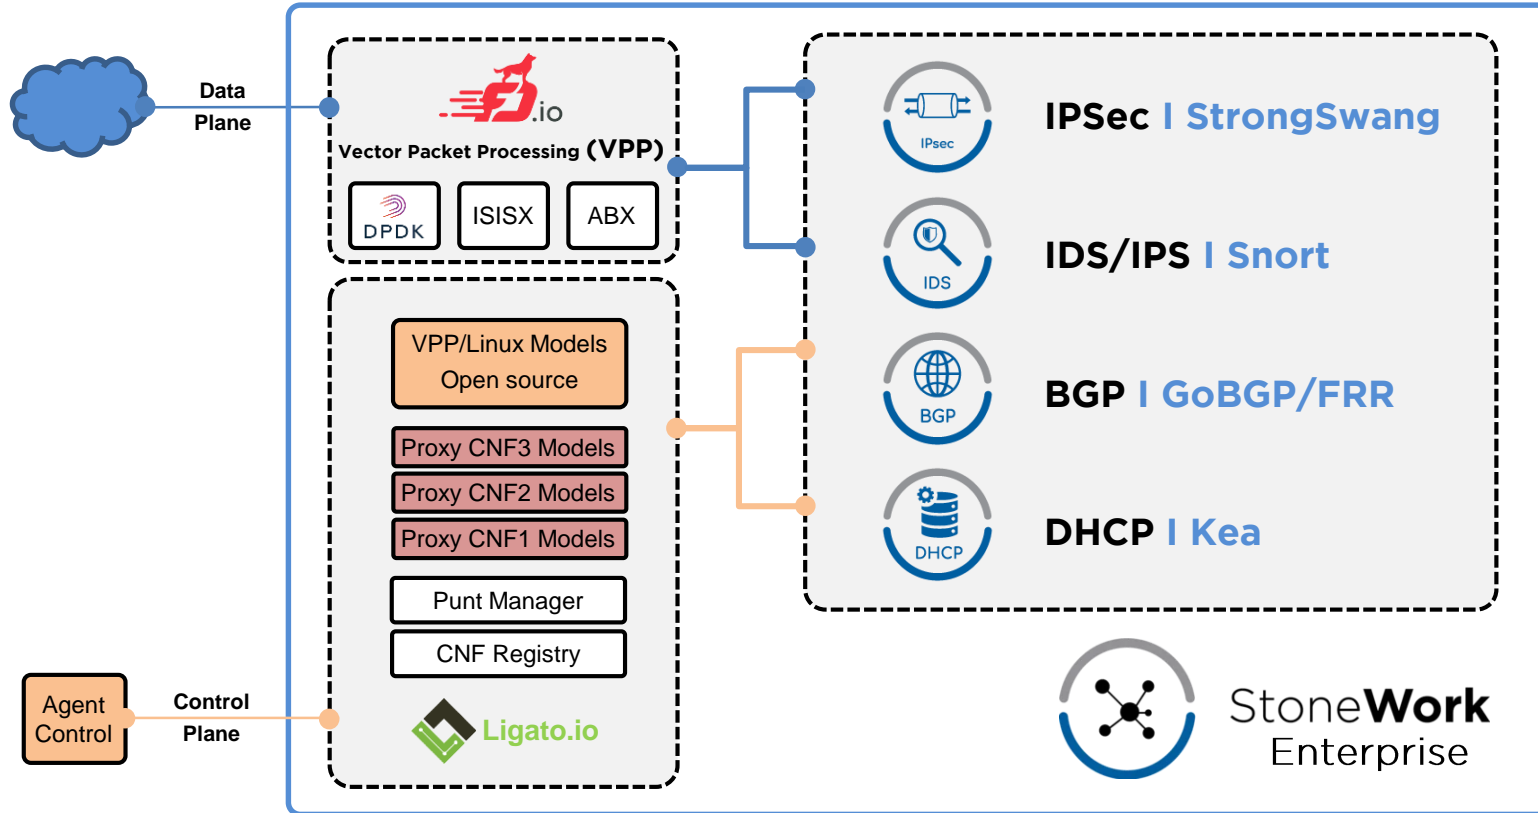 Data
Plane
.io
Vector Packet Processing (VPP)
DPDK
ISISX
ABX
VPP/Linux Models
Open source
Proxy CNF3 Models
Proxy CNF2 Models
Proxy CNF1 Models
Punt Manager
CNF Registry
Ligato.io
Agent
Control
Control
Plane
IPsec
IPSec I StrongSwang
IDS
IDS/IPS I Snort
BGP
BGP I GoBGP/FRR
DHCP
DHCP I Kea
StoneWork
Enterprise